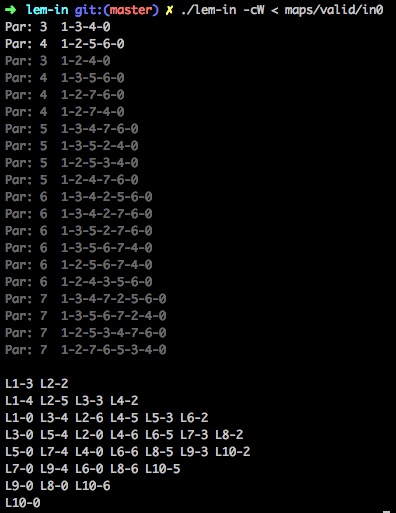 ➜ lem-in git:(master) ✗ ./lem-in -cW < maps/valid/in0
Par: 3 1-3-4-0
Par: 4 1-2-5-6-0
Par: 3 1-2-4-0
Par: 4 1-3-5-6-0
Par: 4 1-2-7-6-0
Par: 4 1-2-7-4-0
Par: 5 1-3-4-7-6-0
Par: 5 1-3-5-2-4-0
Par: 5 1-2-5-3-4-0
Par: 5 1-2-4-7-6-0
Par: 6 1-3-4-2-5-6-0
Par: 6 1-3-4-2-7-6-0
Par: 6 1-3-5-2-7-6-0
Par: 6 1-3-5-6-7-4-0
Par: 6 1-2-5-6-7-4-0
Par: 6 1-2-4-3-5-6-0
Par: 7 1-3-4-7-2-5-6-0
Par: 7 1-3-5-6-7-2-4-0
Par: 7 1-2-5-3-4-7-6-0
Par: 7 1-2-7-6-5-3-4-0
L1-3 L2-2
L1-4 L2-5 L3-3 L4-2
L1-0 L3-4 L2-6 L4-5 L5-3 L6-2
L3-0 L5-4 L2-0 L4-6 L6-5 L7-3 L8-2
L5-0 L7-4 L4-0 L6-6 L8-5 L9-3 L10-2
L7-0 L9-4 L6-0 L8-6 L10-5
L9-0 L8-0 L10-6
L10-0